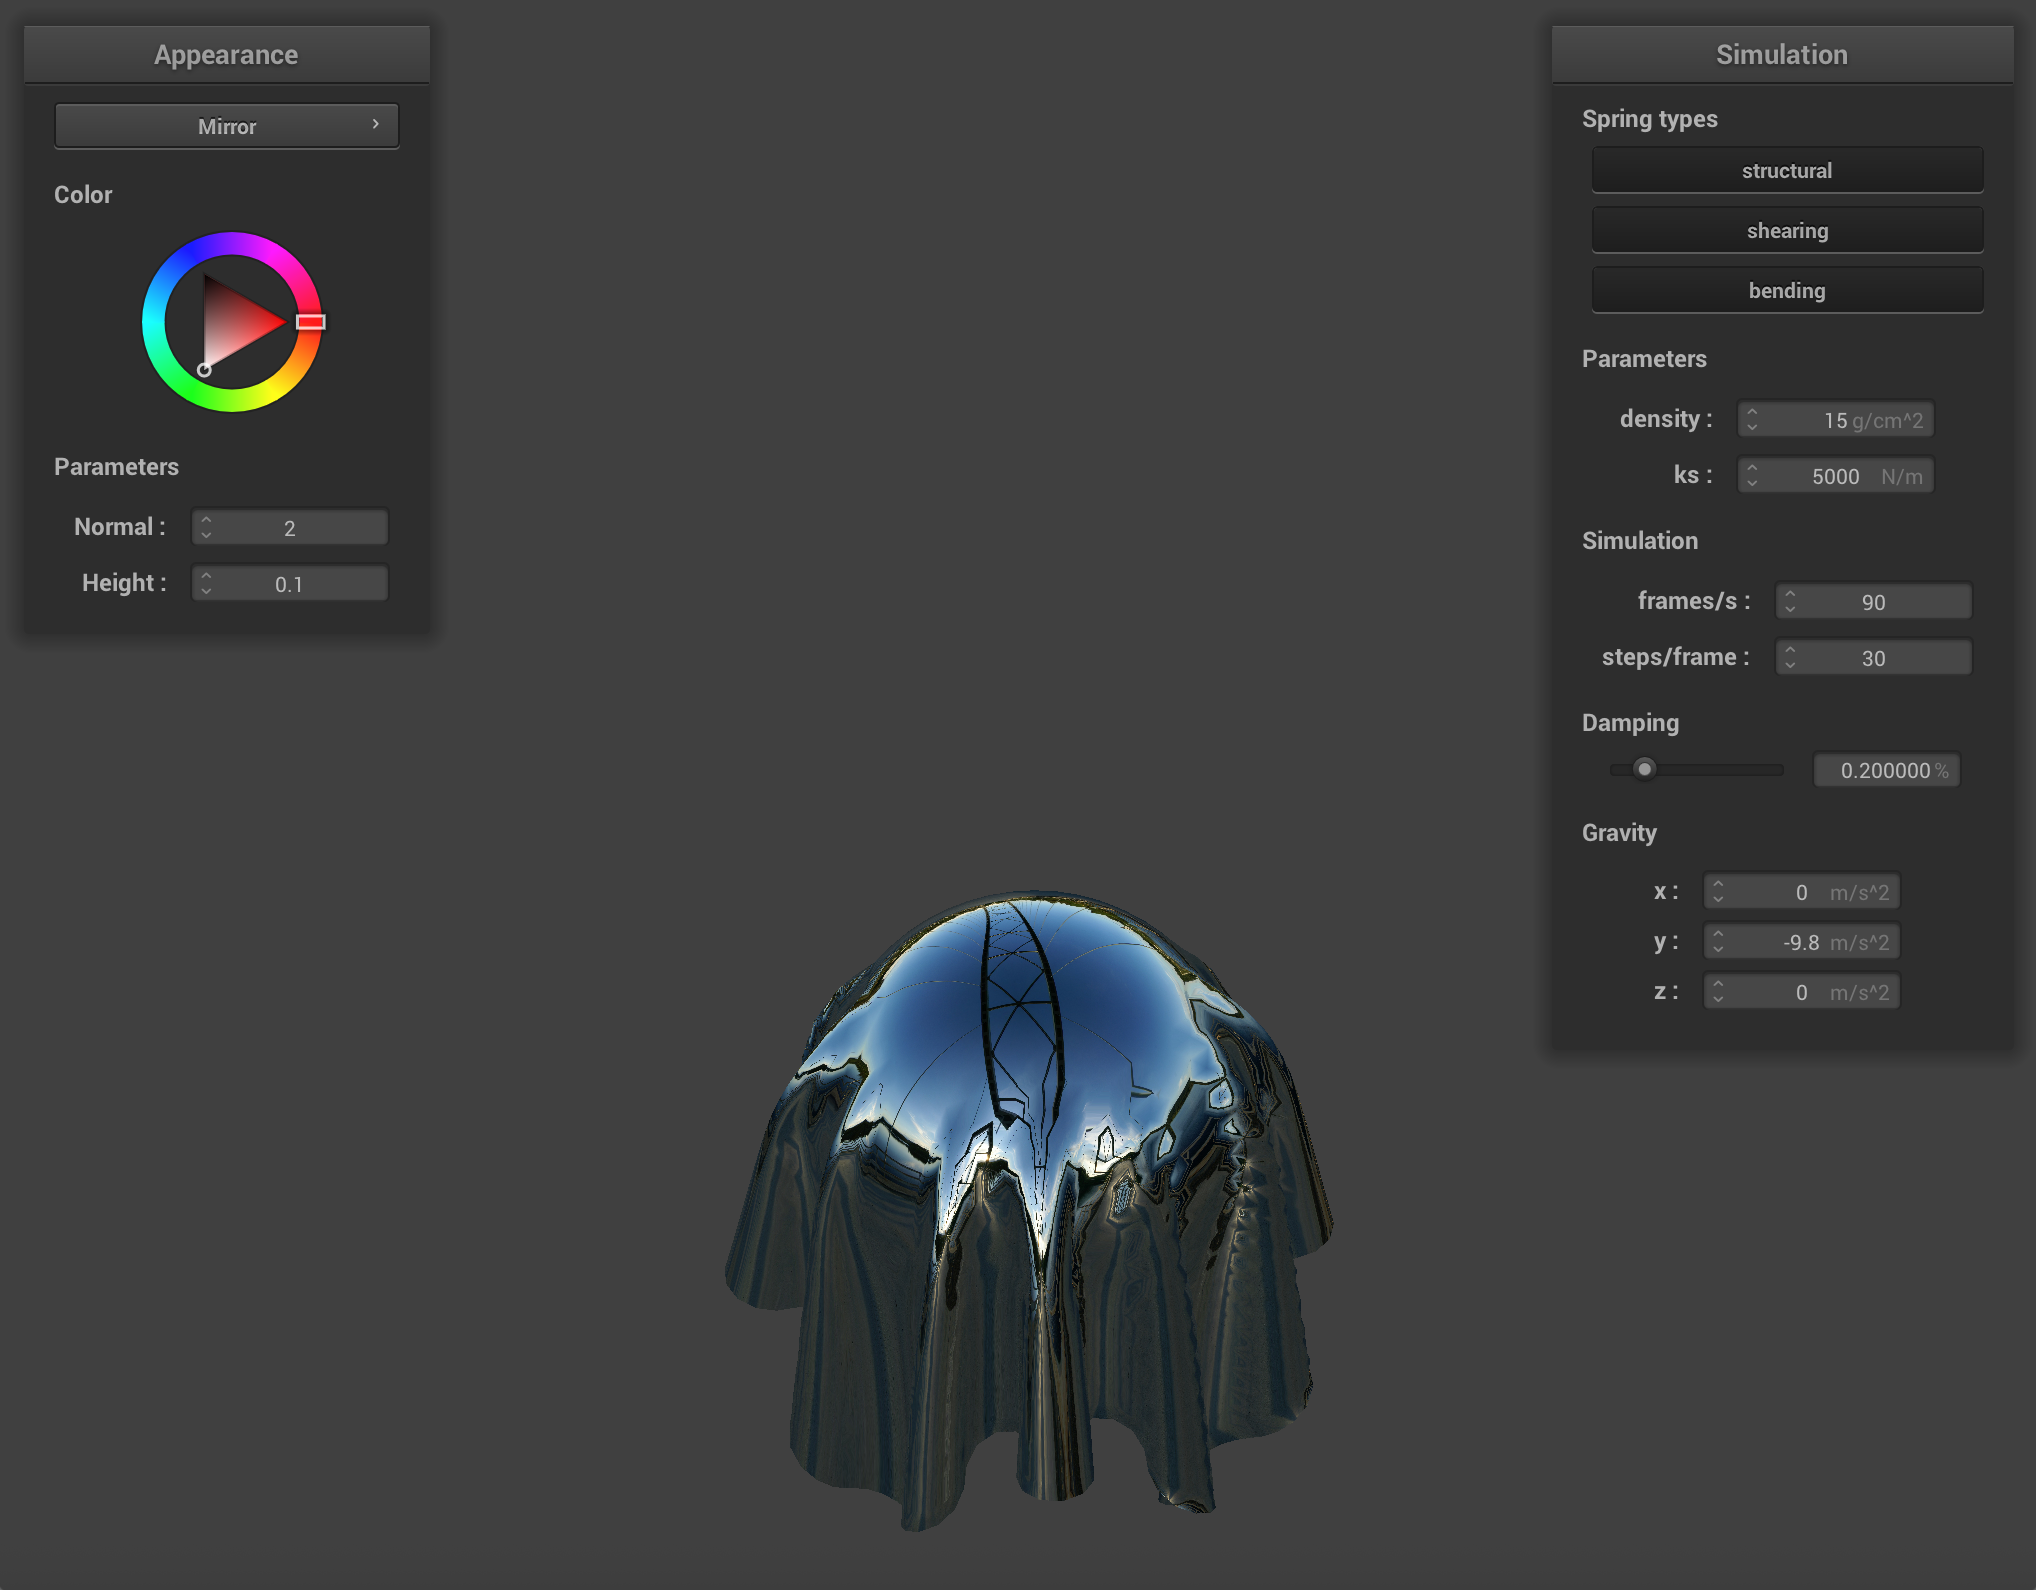 Appearance
Mirror
Color
Parameters
Normal : 2
Height : 0.1
Simulation
Spring types
structural
shearing
bending
Parameters
density : 15 g/cm^2
ks : 5000 N/m
Simulation
frames/s : 90
steps/frame : 30
Damping
0.200000 %
Gravity
x : 0 m/s^2
y : -9.8 m/s^2
z : 0 m/s^2